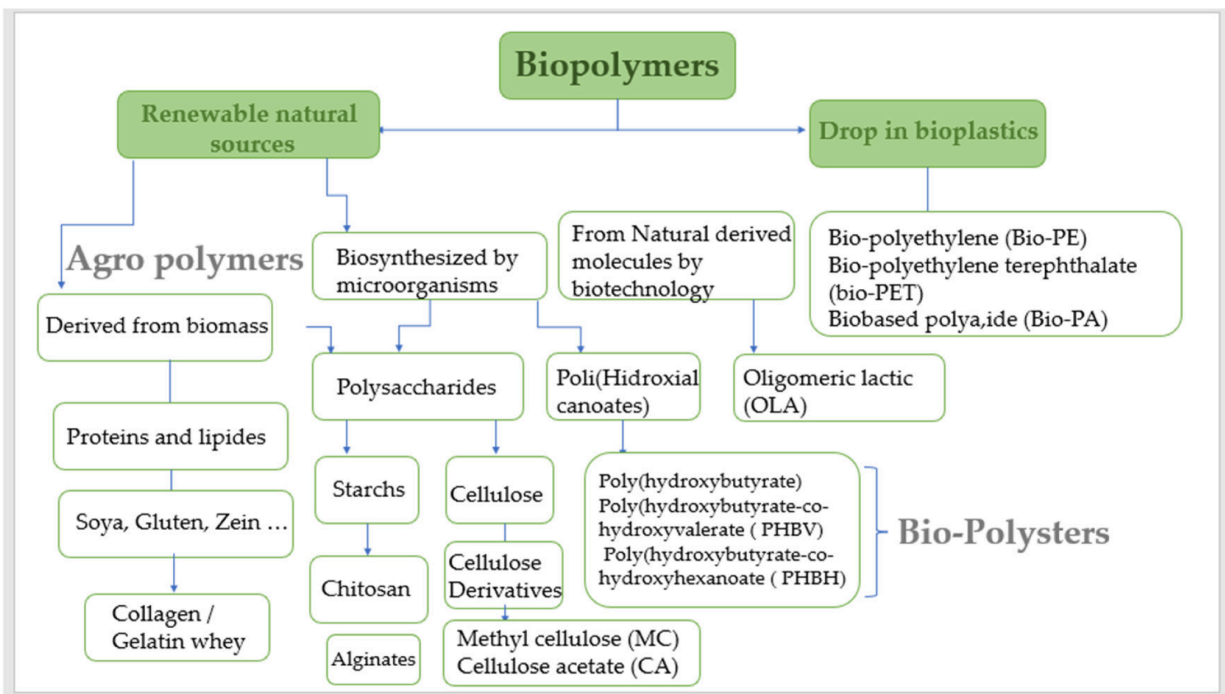 Biopolymers
Renewable natural
sources
Drop in bioplastics
Agro polymers
Biosynthesized by
microorganisms
From Natural derived
molecules by
biotechnology
Bio-polyethylene (Bio-PE)
Bio-polyethylene terephthalate
(bio-PET)
Biobased polya,ide (Bio-PA)
Derived from biomass
Polysaccharides
Poli(Hidroxial
canoates)
Oligomeric lactic
(OLA)
Proteins and lipides
Starchs
Cellulose
Poly(hydroxybutyrate)
Poly(hydroxybutyrate-co-
hydroxyvalerate ( PHBV)
Poly(hydroxybutyrate-co-
hydroxyhexanoate ( PHBH)
Bio-Polysters
Soya, Gluten, Zein ...
Chitosan
Cellulose
Derivatives
Collagen /
Gelatin whey
Alginates
Methyl cellulose (MC)
Cellulose acetate (CA)